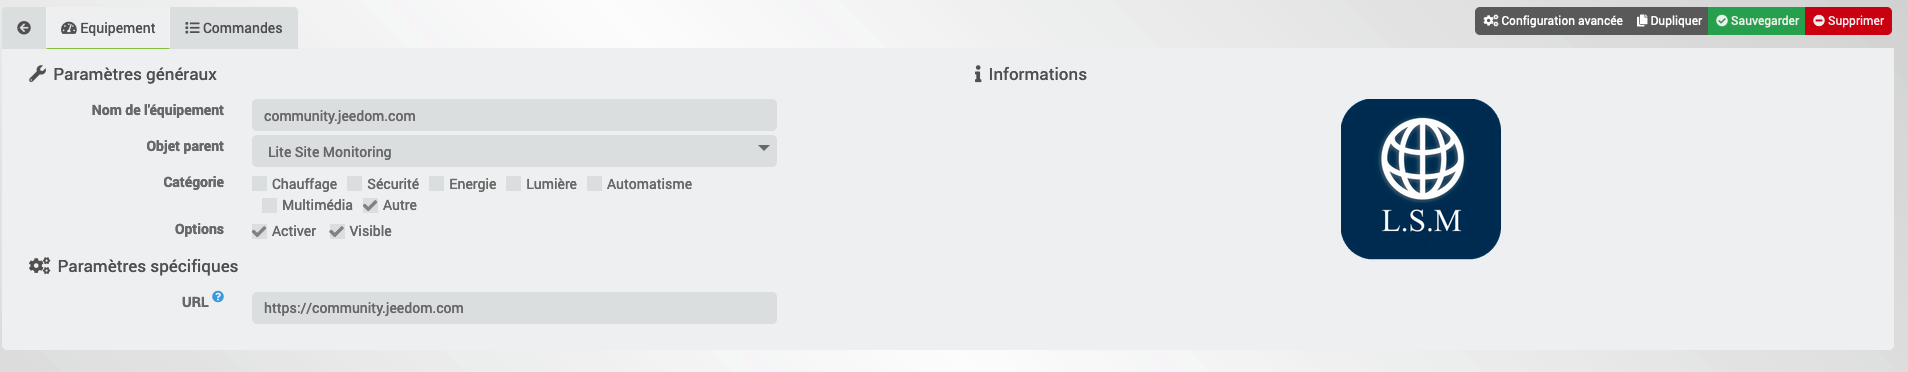 Equipement
Commandes
Configuration avancée Dupliquer Sauvegarder Supprimer
Paramètres généraux
Nom de l'équipement community.jeedom.com
Objet parent Lite Site Monitoring
Catégorie Chauffage Sécurité Energie Lumière Automatisme
Multimédia Autre
Options Activer Visible
Paramètres spécifiques
URL ? https://community.jeedom.com
Informations
L.S.M